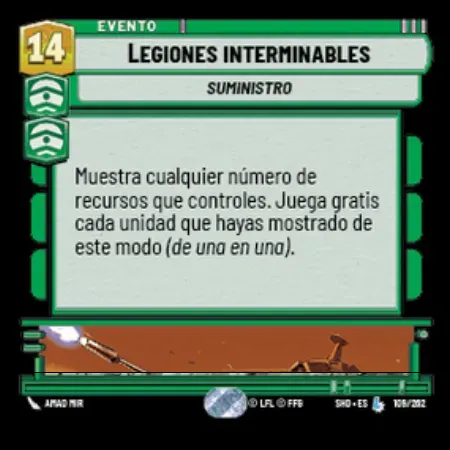 EVENTO
14
LEGIONES INTERMINABLES
SUMINISTRO
Muestra cualquier número de
recursos que controles. Juega gratis
cada unidad que hayas mostrado de
este modo (de una en una).
AMAD MIR
© LFL © FFG
SHD • ES
109/262